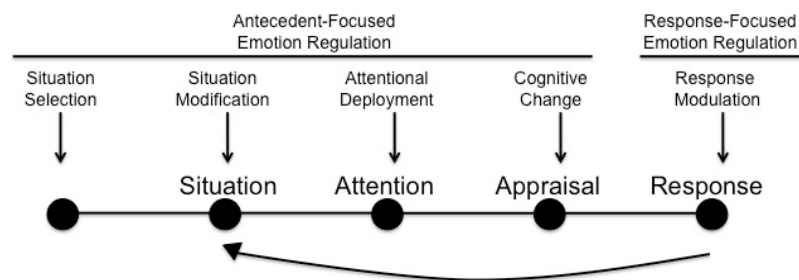 Antecedent-Focused
Emotion Regulation
Response-Focused
Emotion Regulation
Situation
Selection
Situation
Modification
Attentional
Deployment
Cognitive
Change
Response
Modulation
Situation
Attention
Appraisal
Response